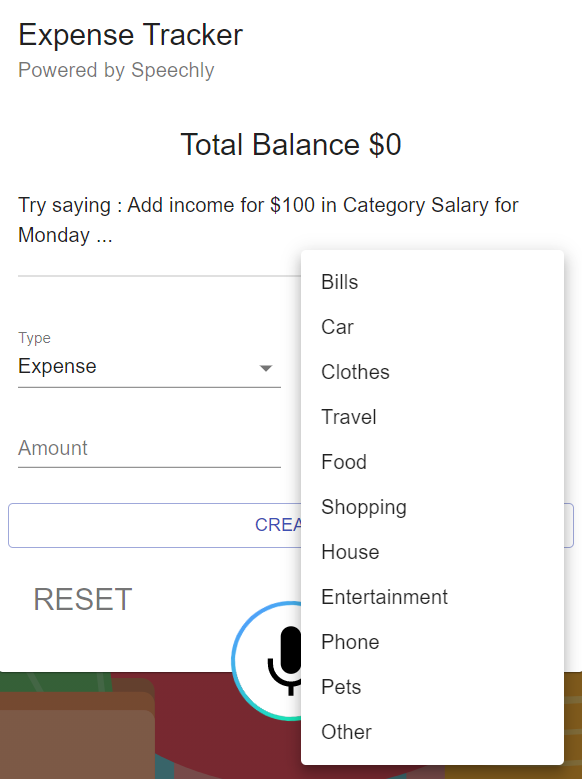 Expense Tracker
Powered by Speechly
Total Balance $0
Try saying : Add income for $100 in Category Salary for
Monday ...
Type
Expense
Amount
RESET
Bills
Car
Clothes
Travel
Food
Shopping
House
Entertainment
Phone
Pets
Other